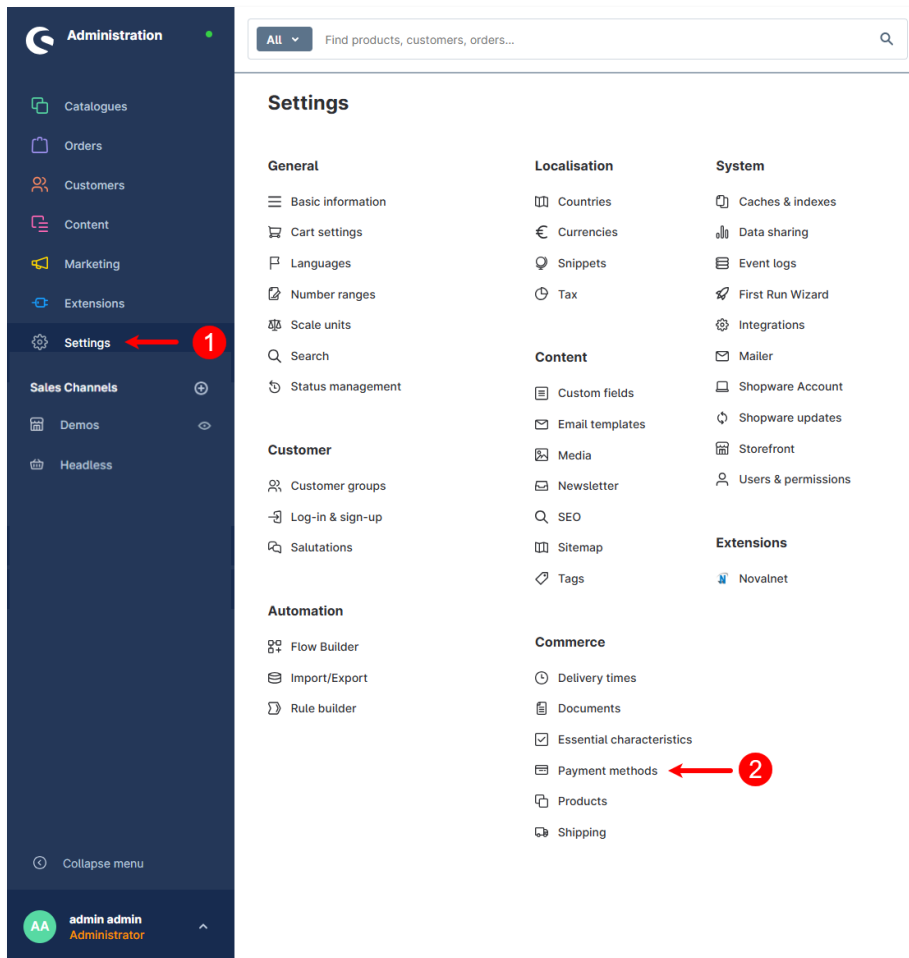 Administration
Catalogues
Orders
Customers
Content
Marketing
Extensions
Settings
1
Sales Channels
Demos
Headless
Collapse menu
AA
admin admin
Administrator
All
Find products, customers, orders...
Settings
General
Basic information
Cart settings
Languages
Number ranges
Scale units
Search
Status management
Customer
Customer groups
Log-in & sign-up
Salutations
Automation
Flow Builder
Import/Export
Rule builder
Localisation
Countries
Currencies
Snippets
Tax
Content
Custom fields
Email templates
Media
Newsletter
SEO
Sitemap
Tags
Commerce
Delivery times
Documents
Essential characteristics
Payment methods
2
Products
Shipping
System
Caches & indexes
Data sharing
Event logs
First Run Wizard
Integrations
Mailer
Shopware Account
Shopware updates
Storefront
Users & permissions
Extensions
Novalnet